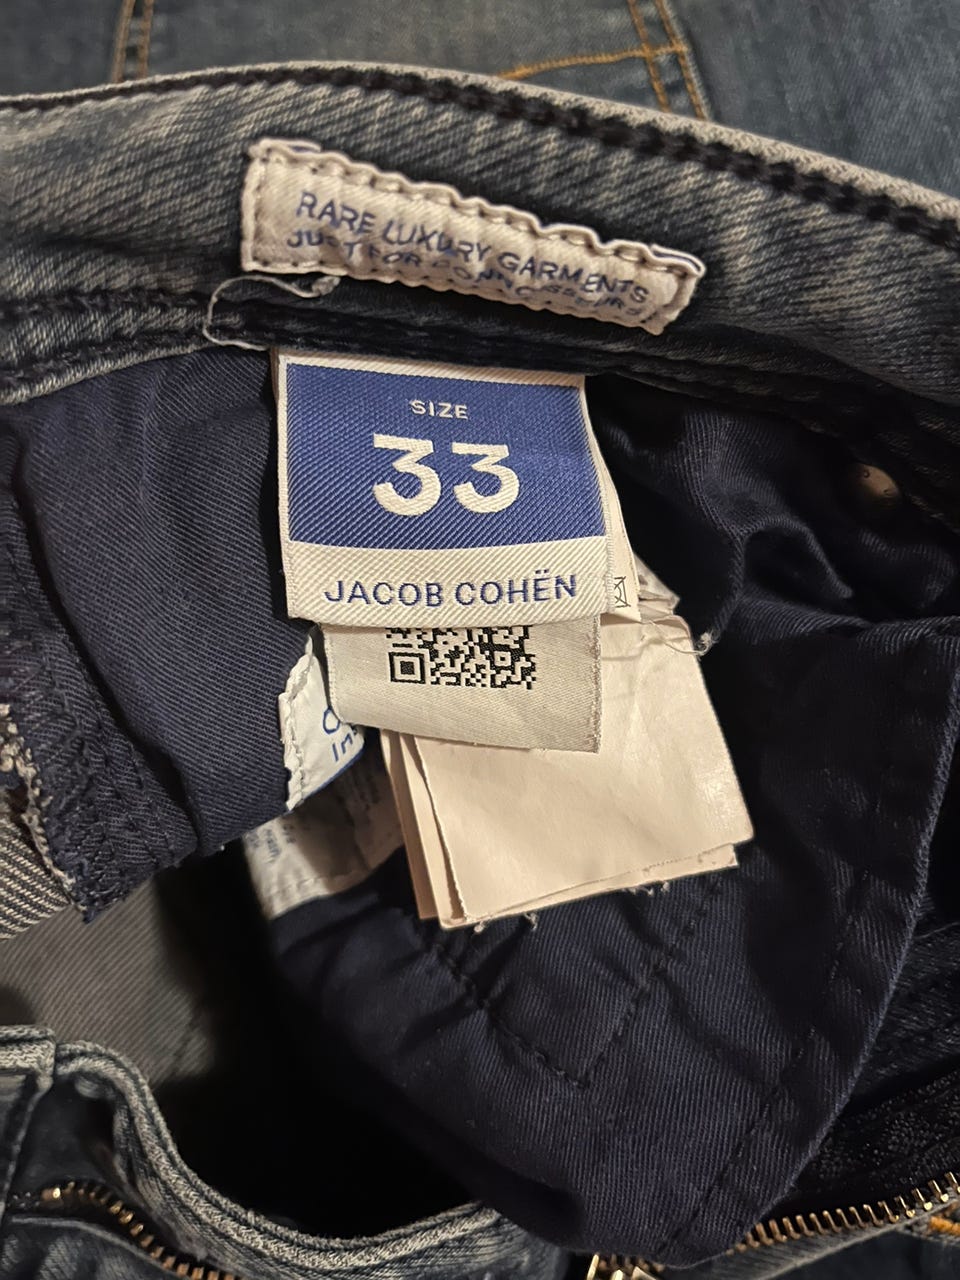 RARE LUXURY GARMENTS
JUST FOR CONNOISSEURS
SIZE
33
JACOB COHËN